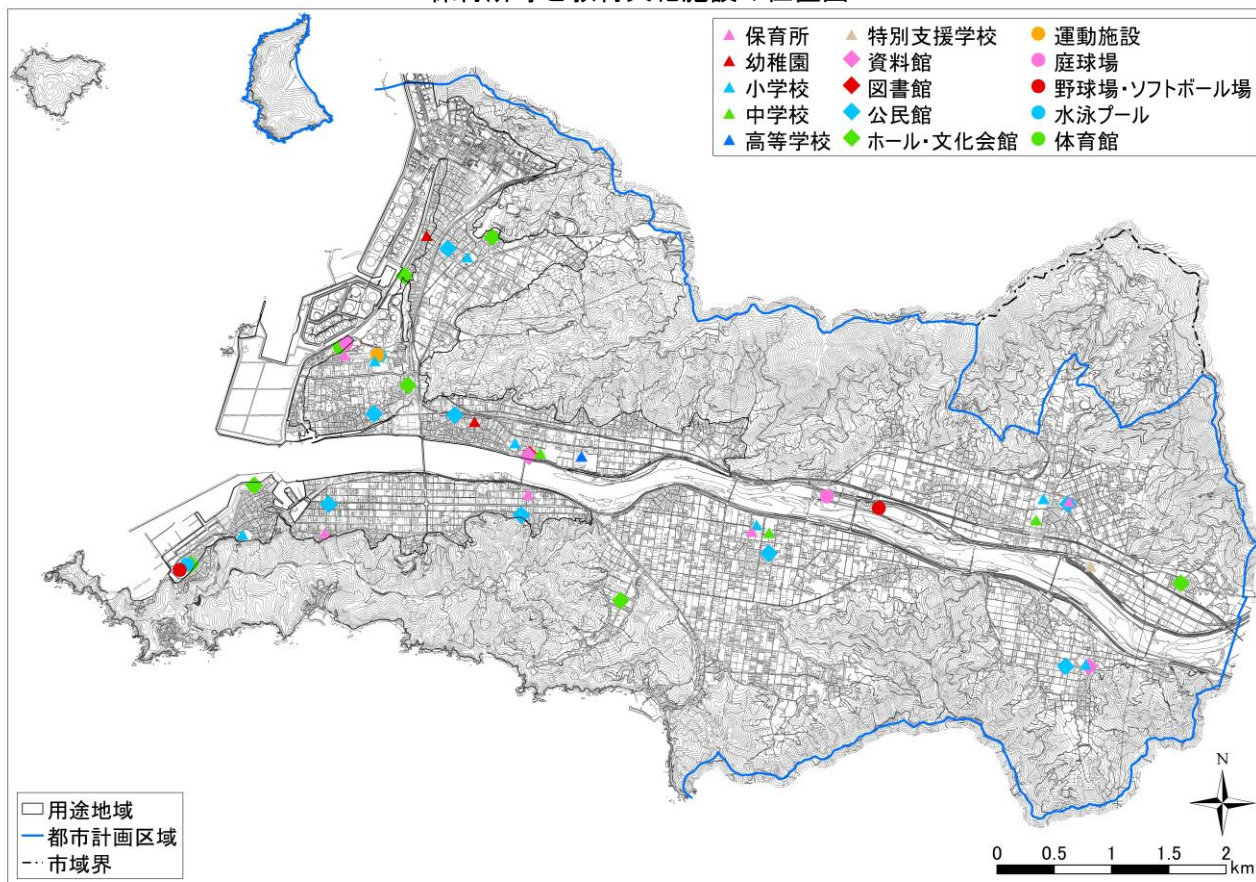 保育所
幼稚園
小学校
中学校
高等学校
特別支援学校
資料館
図書館
公民館
ホール・文化会館
運動施設
庭球場
野球場・ソフトボール場
水泳プール
体育館
用途地域
都市計画区域
市域界
N
0 0.5 1 1.5 2
km